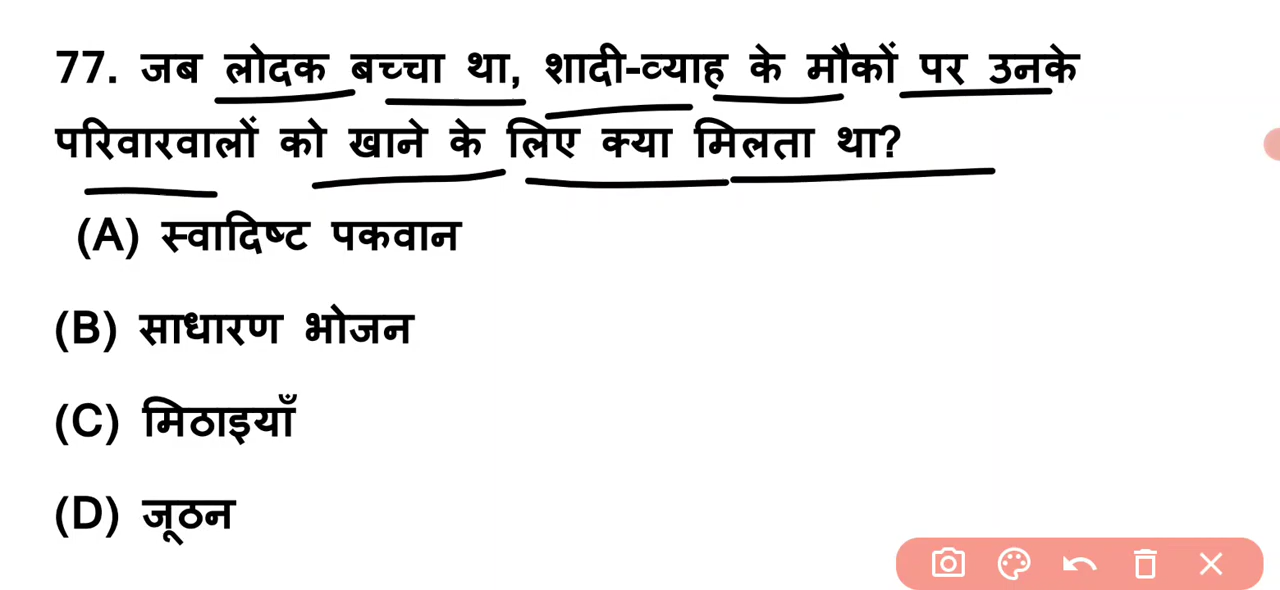 77. जब लोदक बच्चा था, शादी-व्याह के मौकों पर उनके
परिवारवालों को खाने के लिए क्या मिलता था?
(A) स्वादिष्ट पकवान
(B) साधारण भोजन
(C) मिठाइयाँ
(D) जूठन